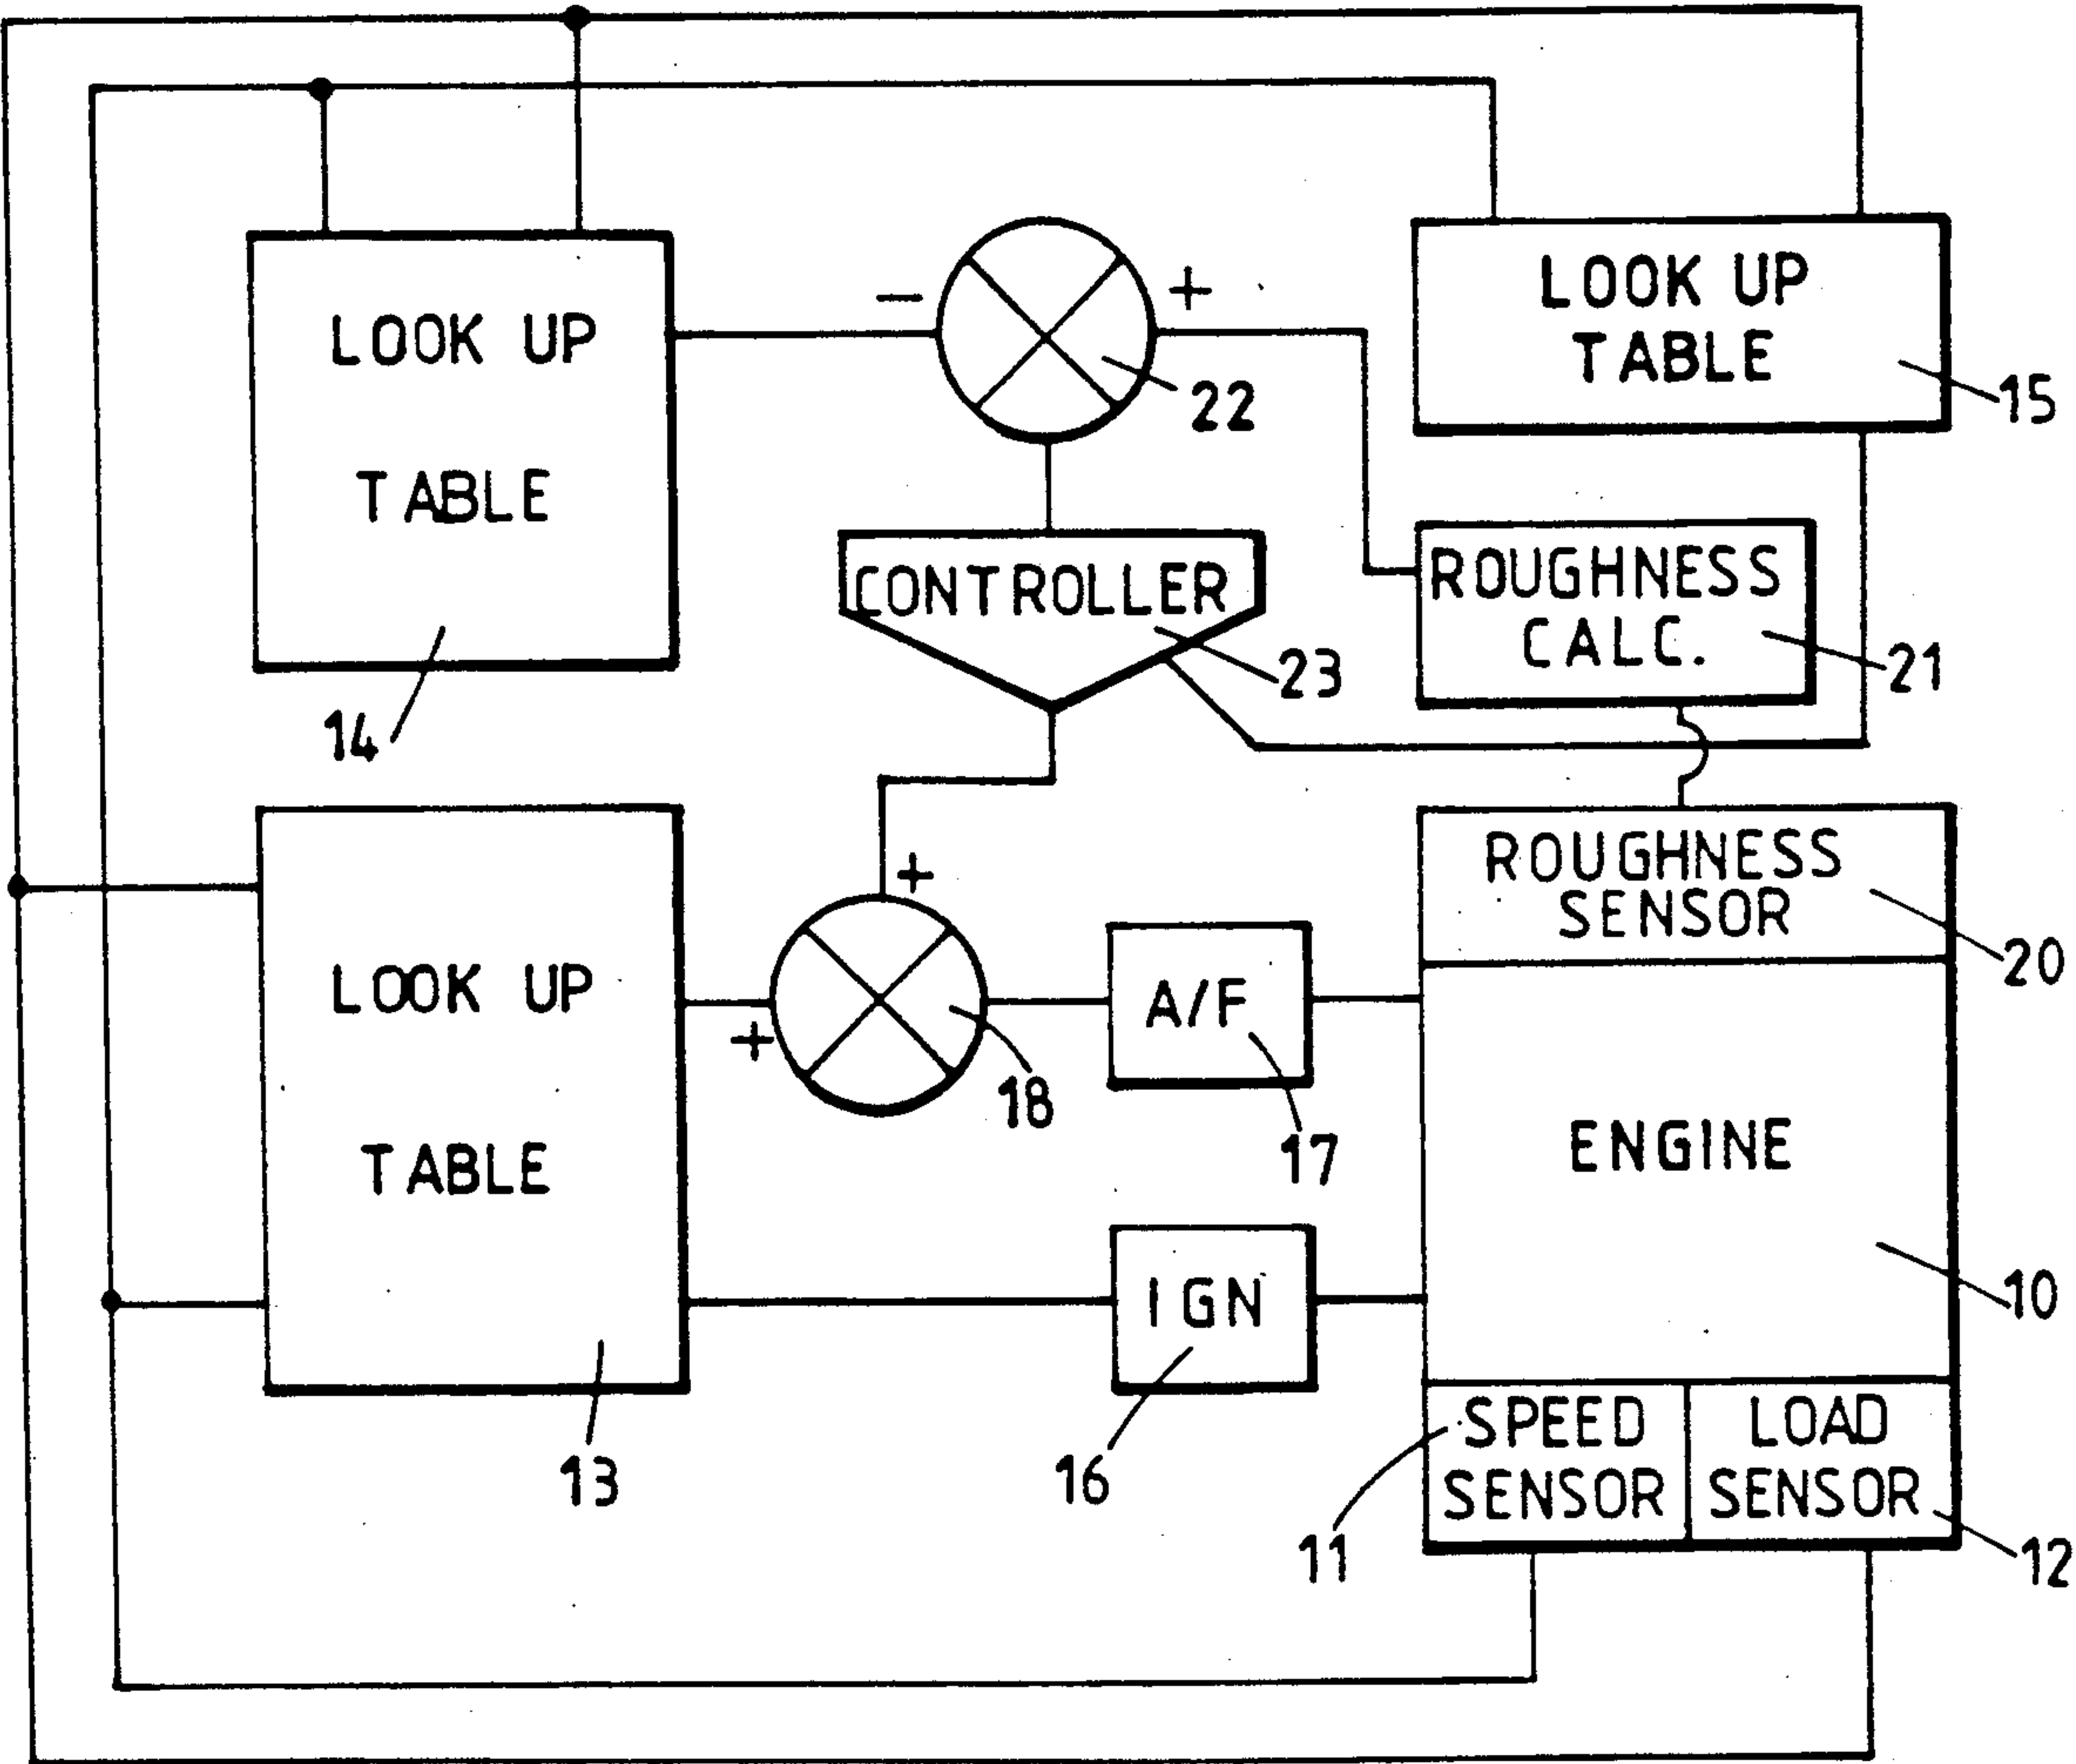 LOOK UP
TABLE
14
−
+
22
LOOK UP
TABLE
15
CONTROLLER
23
ROUGHNESS
CALC.
21
LOOK UP
TABLE
13
+
+
18
A/F
17
IGN
16
ROUGHNESS
SENSOR
20
ENGINE
10
SPEED
SENSOR
11
LOAD
SENSOR
12